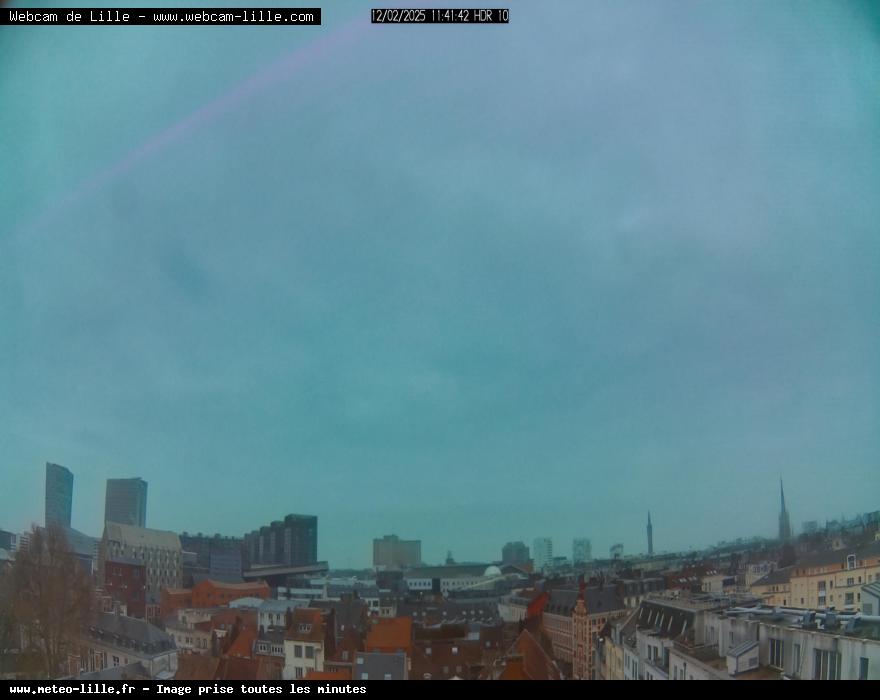 Webcam de Lille - www.webcam-lille.com
12/02/2025 11:41:42 HDR 10
www.meteo-lille.fr - Image prise toutes les minutes